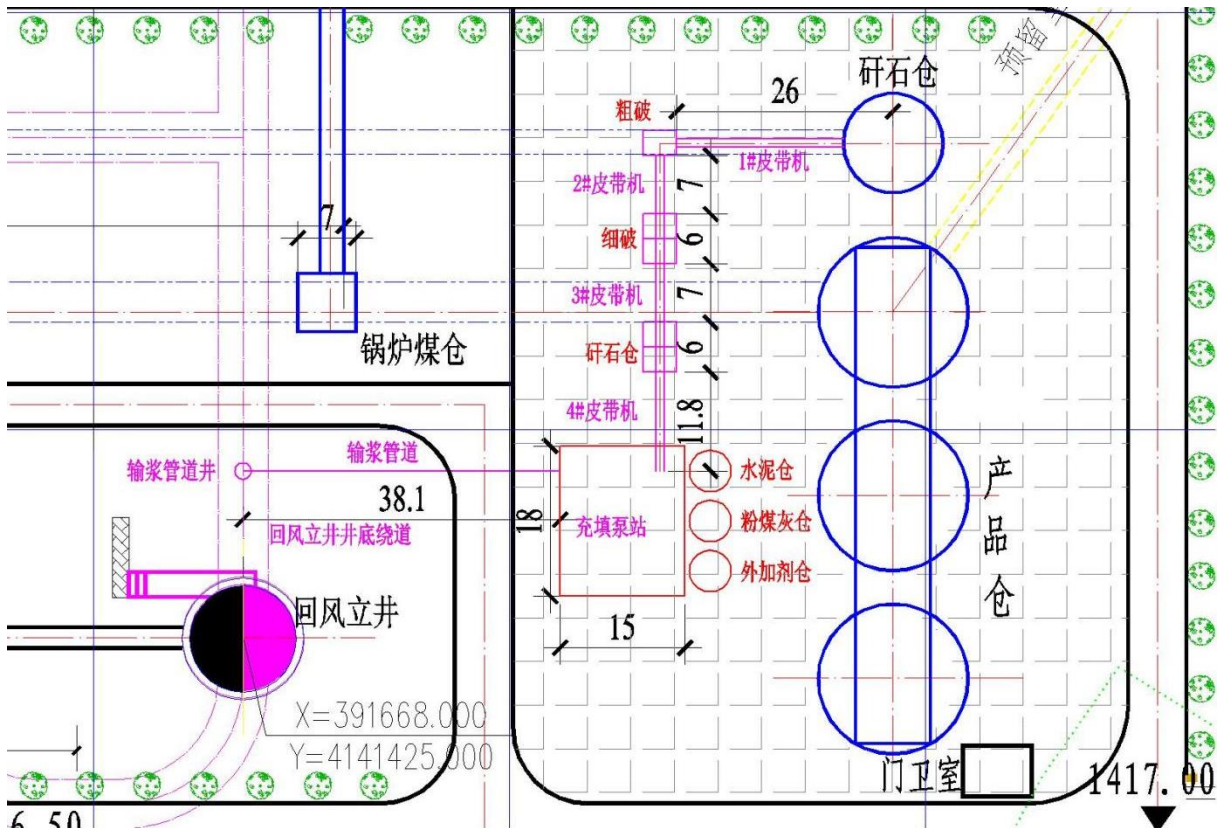 预留
矸石仓
26
粗破
1#皮带机
2#皮带机
7
7
细破
6
3#皮带机
7
矸石仓
6
锅炉煤仓
4#皮带机
11.8
输浆管道井
输浆管道
水泥仓
产品仓
38.1
18
充填泵站
粉煤灰仓
回风立井井底绕道
外加剂仓
回风立井
15
X=391668.000
Y=4141425.000
门卫室
1417.00
6.50